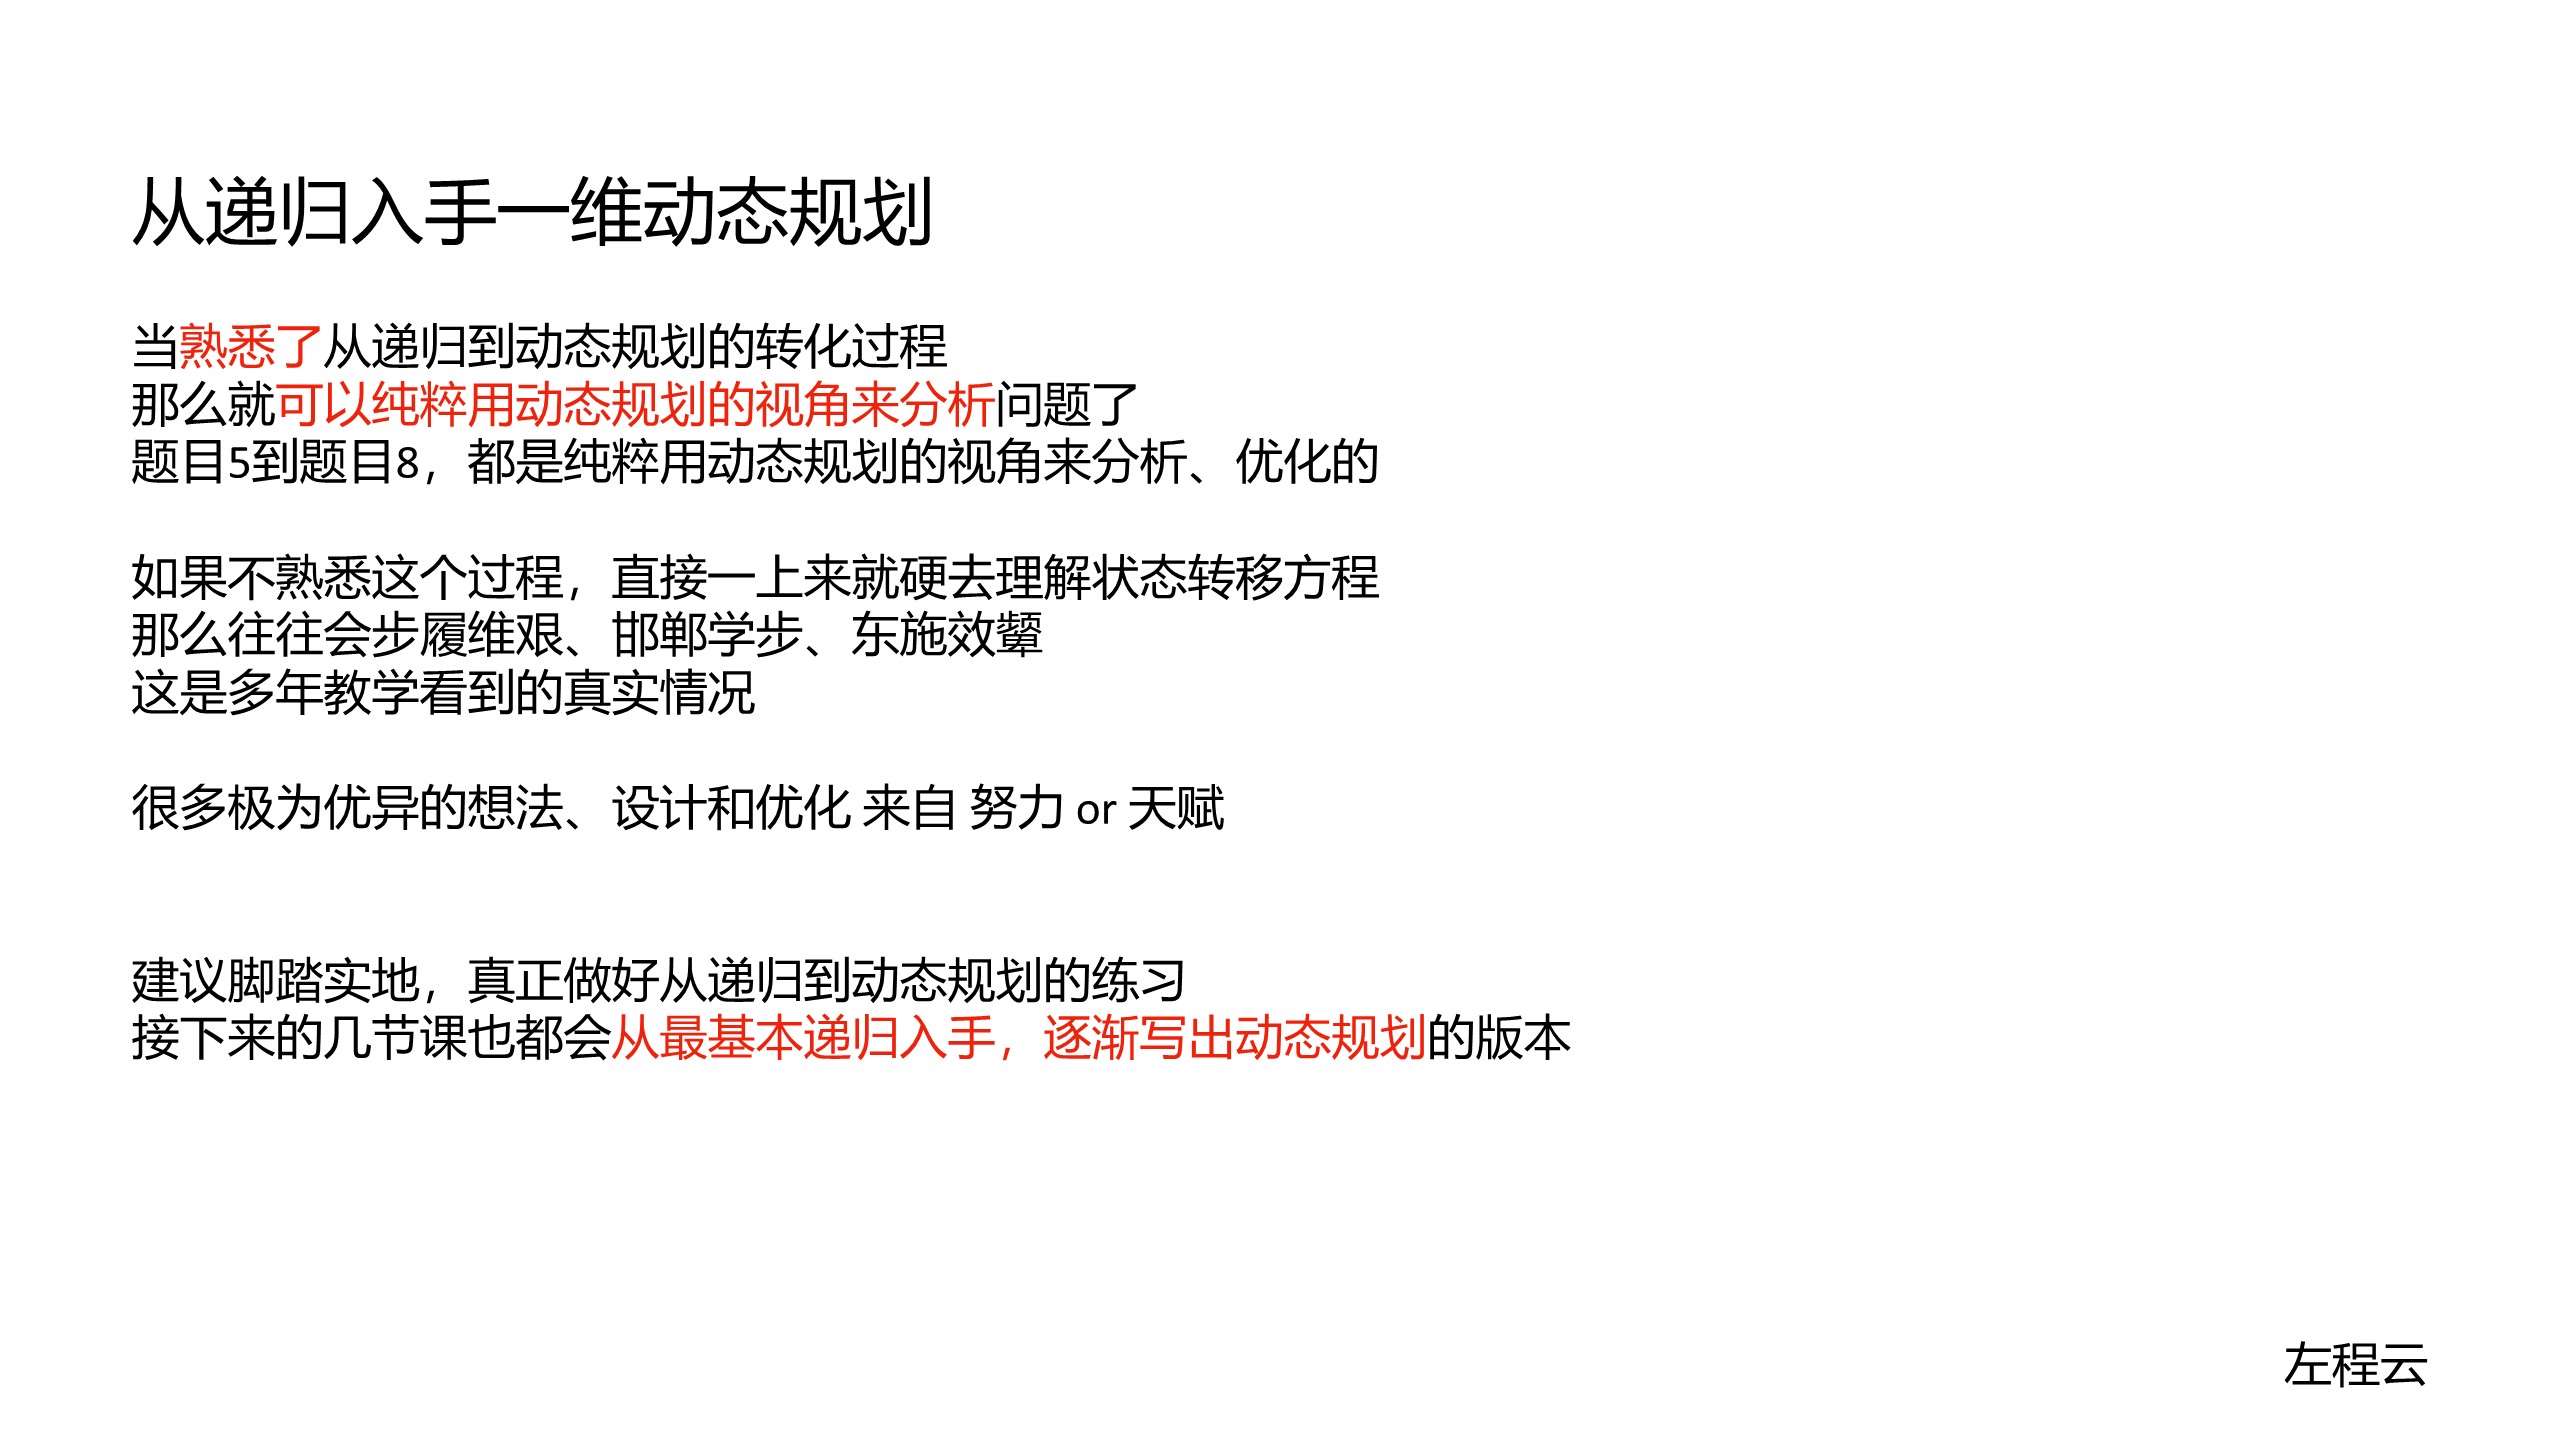 从递归入手一维动态规划
当熟悉了从递归到动态规划的转化过程
那么就可以纯粹用动态规划的视角来分析问题了
题目5到题目8，都是纯粹用动态规划的视角来分析、优化的
如果不熟悉这个过程，直接一上来就硬去理解状态转移方程
那么往往会步履维艰、邯郸学步、东施效颦
这是多年教学看到的真实情况
很多极为优异的想法、设计和优化 来自 努力 or 天赋
建议脚踏实地，真正做好从递归到动态规划的练习
接下来的几节课也都会从最基本递归入手，逐渐写出动态规划的版本
左程云